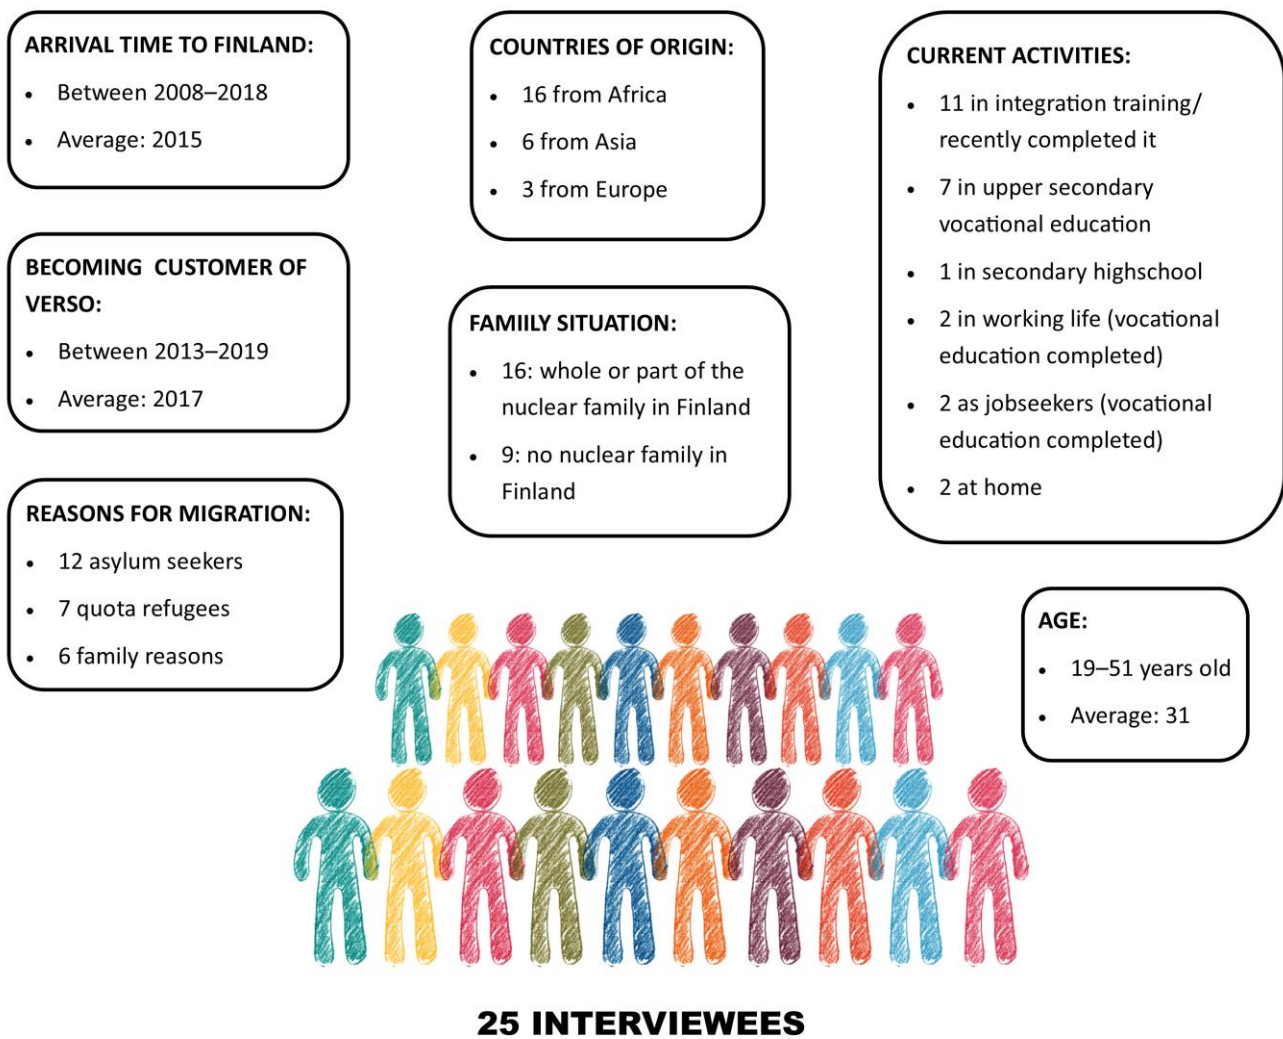 ARRIVAL TIME TO FINLAND:
• Between 2008–2018
• Average: 2015
BECOMING CUSTOMER OF
VERSO:
• Between 2013–2019
• Average: 2017
REASONS FOR MIGRATION:
• 12 asylum seekers
• 7 quota refugees
• 6 family reasons
COUNTRIES OF ORIGIN:
• 16 from Africa
• 6 from Asia
• 3 from Europe
FAMIILY SITUATION:
• 16: whole or part of the
nuclear family in Finland
• 9: no nuclear family in
Finland
CURRENT ACTIVITIES:
• 11 in integration training/
recently completed it
• 7 in upper secondary
vocational education
• 1 in secondary highschool
• 2 in working life (vocational
education completed)
• 2 as jobseekers (vocational
education completed)
• 2 at home
AGE:
• 19–51 years old
• Average: 31
25 INTERVIEWEES